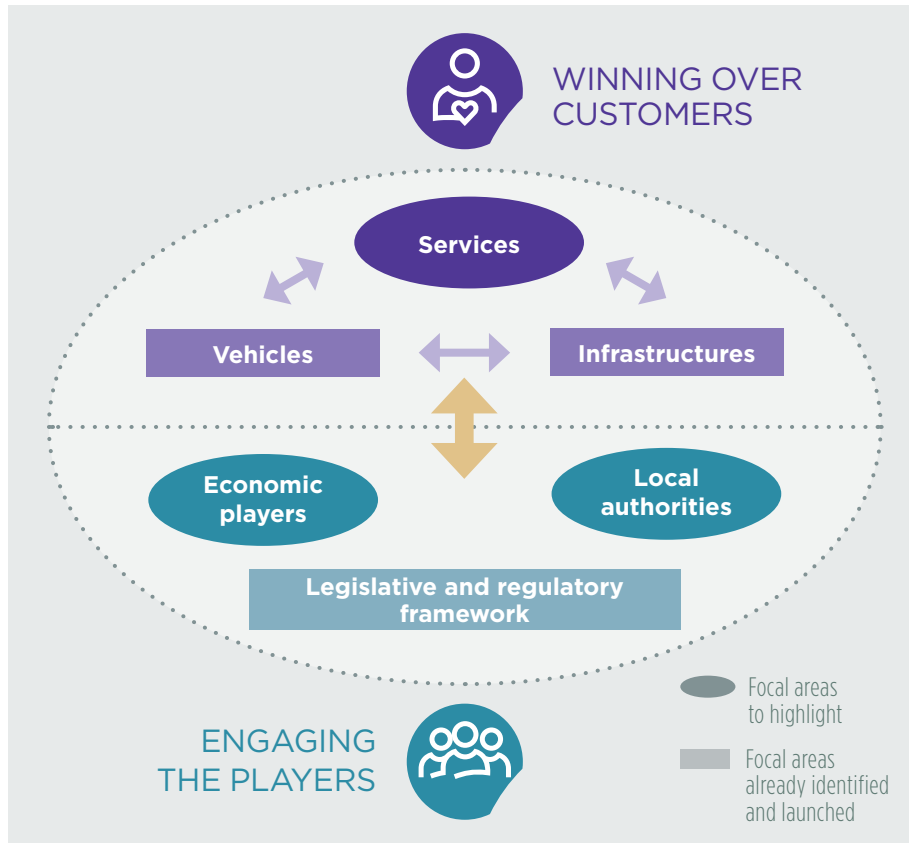 WINNING OVER
CUSTOMERS
Services
Vehicles
Infrastructures
Economic
players
Local
authorities
Legislative and regulatory
framework
ENGAGING
THE PLAYERS
Focal areas
to highlight
Focal areas
already identified
and launched